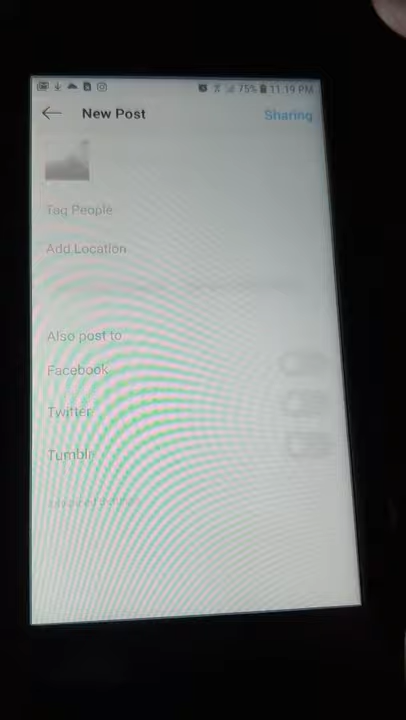 75% 11:19 PM
New Post Sharing
Tag People
Add Location
Also post to
Facebook
Twitter
Tumblr